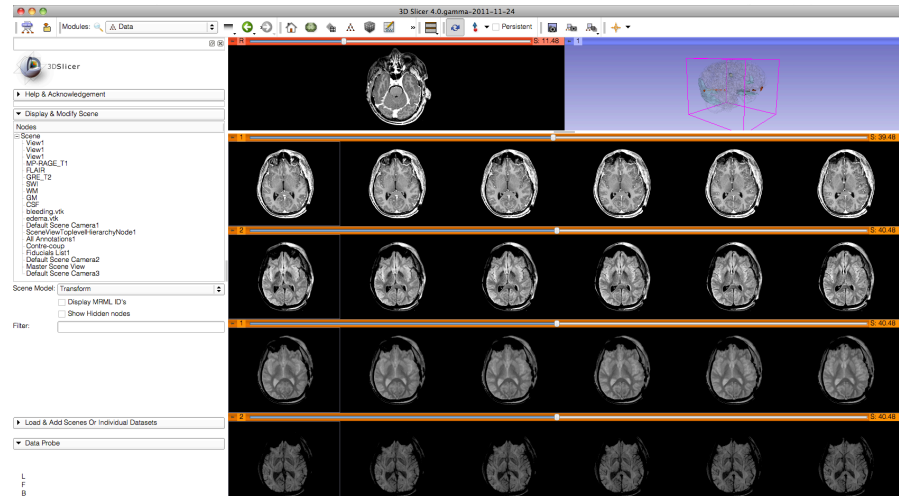 3D Slicer 4.0.gamma-2011-11-24
Modules: Data » Persistent
R S: 11.48 1
3DSlicer
Help & Acknowledgement
Display & Modify Scene
Nodes
Scene
View1
View1
View1
MP-RAGE_T1
FLAIR
GRE_T2
SWI
WM
GM
CSF
bleeding.vtk
edema.vtk
Default Scene Camera1
SceneViewToplevelHierarchyNode1
All Annotations1
Contre-coup
Fiducials List1
Default Scene Camera2
Master Scene View
Default Scene Camera3
Scene Model: Transform
Display MRML ID's
Show Hidden nodes
Filter:
Load & Add Scenes Or Individual Datasets
Data Probe
L
F
B
1 S: 39.48
2 S: 40.48
1 S: 40.48
2 S: 40.48